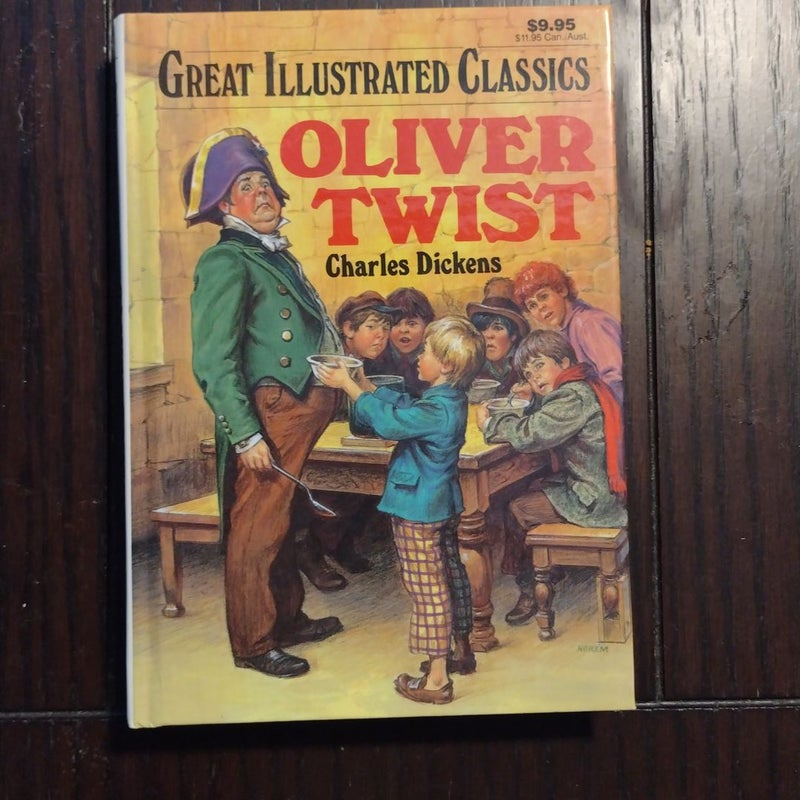 $9.95
$11.95 Can., Aust.
GREAT ILLUSTRATED CLASSICS
OLIVER
TWIST
Charles Dickens